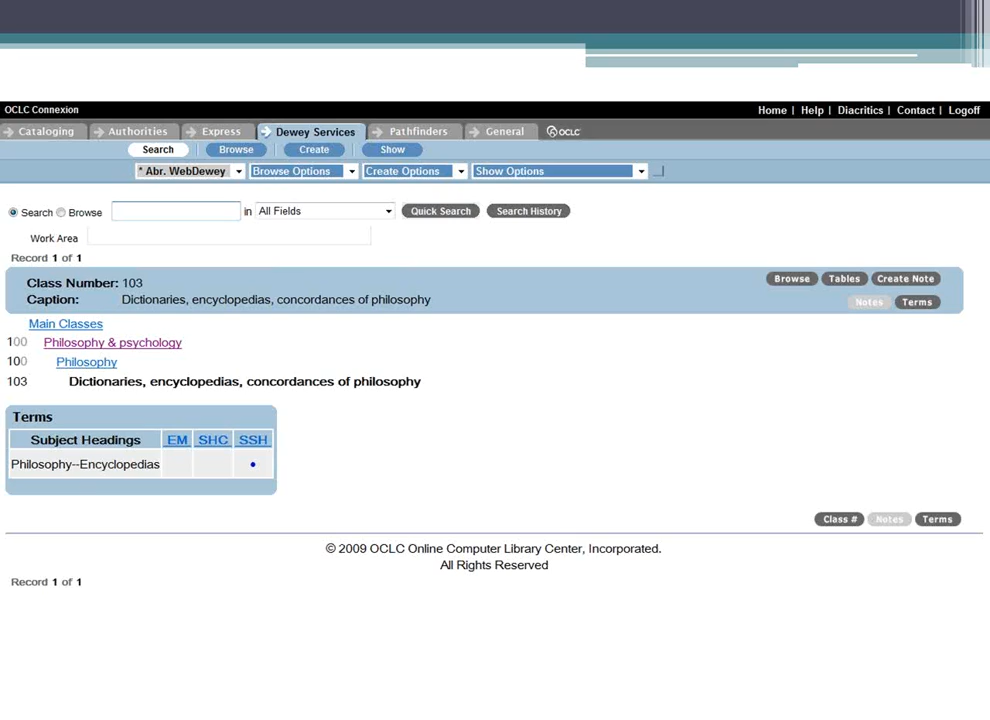 OCLC Connexion Home | Help | Diacritics | Contact | Logoff
Cataloging Authorities Express Dewey Services Pathfinders General OCLC
Search Browse Create Show
* Abr. WebDewey Browse Options Create Options Show Options
Search Browse in All Fields Quick Search Search History
Work Area
Record 1 of 1
Class Number: 103 Browse Tables Create Note
Caption: Dictionaries, encyclopedias, concordances of philosophy Notes Terms
Main Classes
100 Philosophy & psychology
100 Philosophy
103 Dictionaries, encyclopedias, concordances of philosophy
Terms
Subject Headings EM SHC SSH
Philosophy--Encyclopedias •
Class # Notes Terms
© 2009 OCLC Online Computer Library Center, Incorporated.
All Rights Reserved
Record 1 of 1